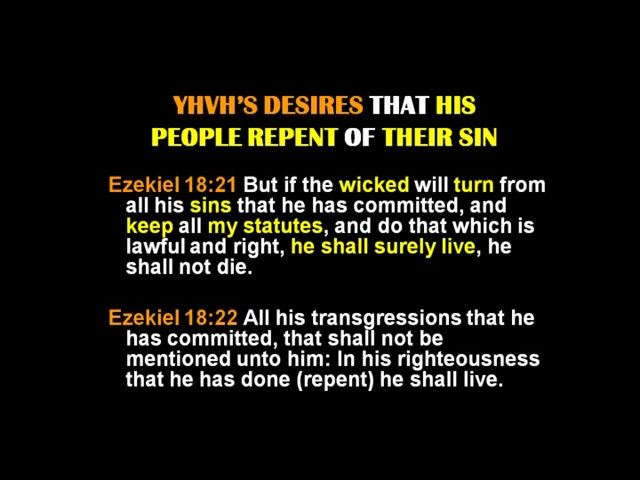 YHVH'S DESIRES THAT HIS
PEOPLE REPENT OF THEIR SIN
Ezekiel 18:21 But if the wicked will turn from
all his sins that he has committed, and
keep all my statutes, and do that which is
lawful and right, he shall surely live, he
shall not die.
Ezekiel 18:22 All his transgressions that he
has committed, that shall not be
mentioned unto him: In his righteousness
that he has done (repent) he shall live.